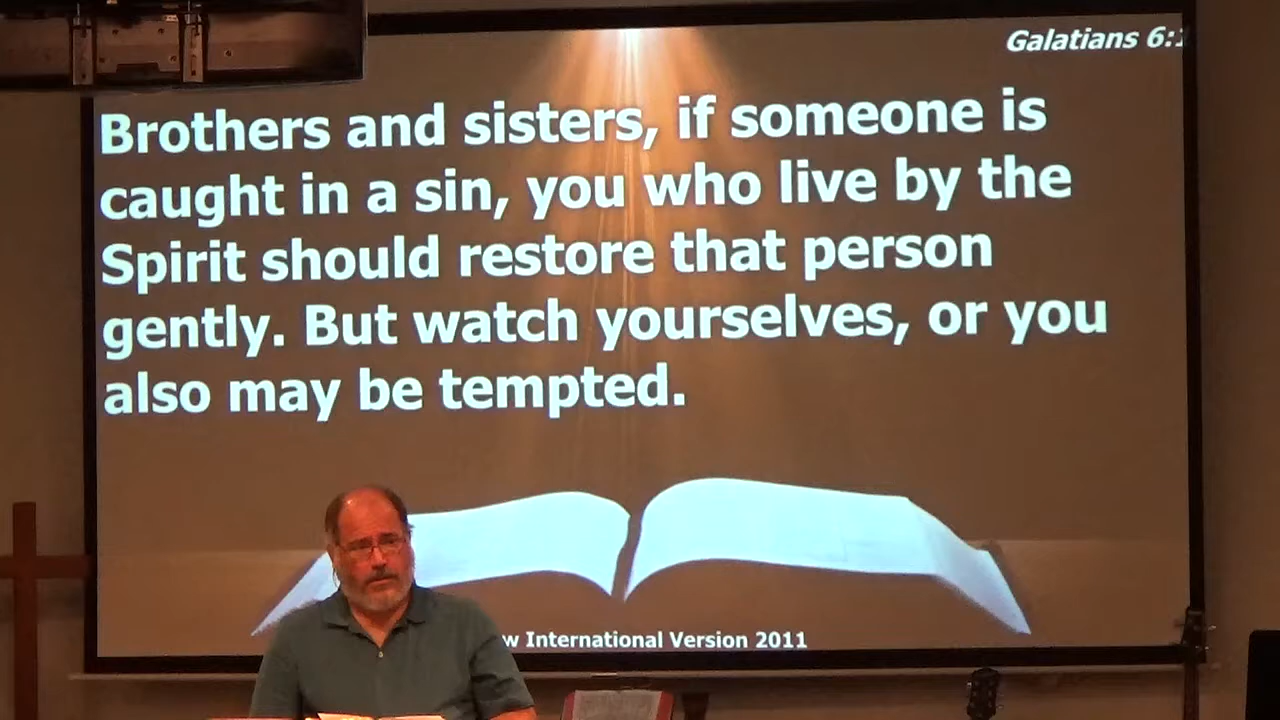 Galatians 6:1
Brothers and sisters, if someone is
caught in a sin, you who live by the
Spirit should restore that person
gently. But watch yourselves, or you
also may be tempted.
w International Version 2011